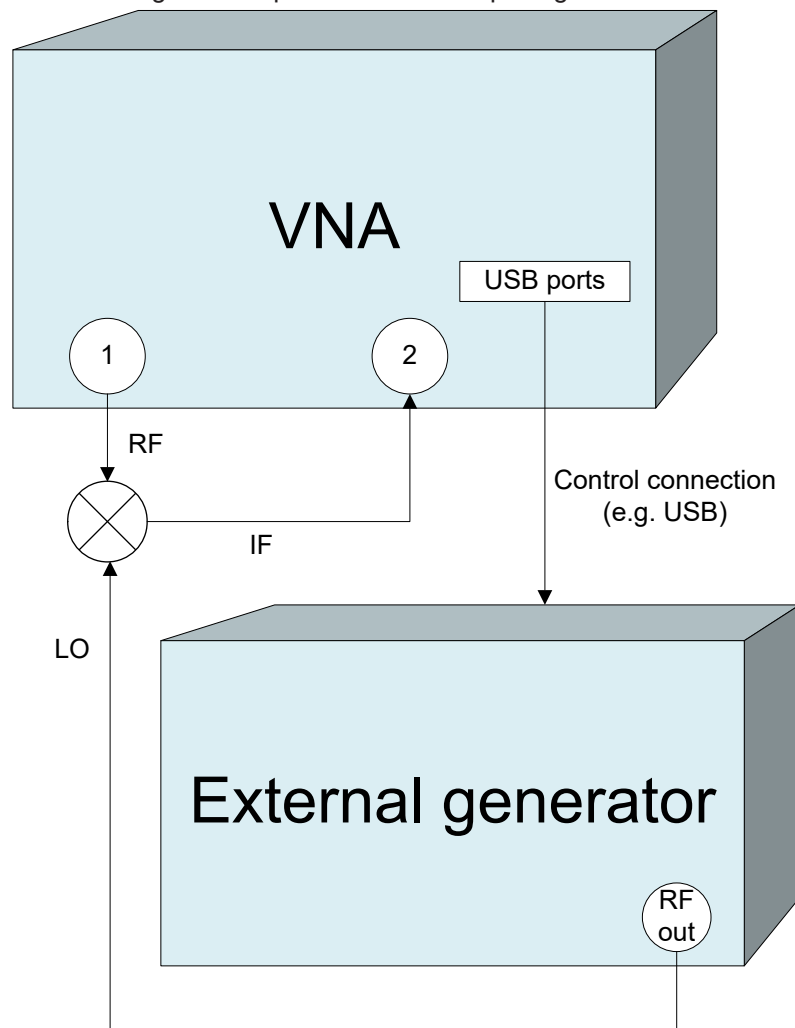 VNA
USB ports
1
2
RF
Control connection
(e.g. USB)
IF
LO
External generator
RF
out